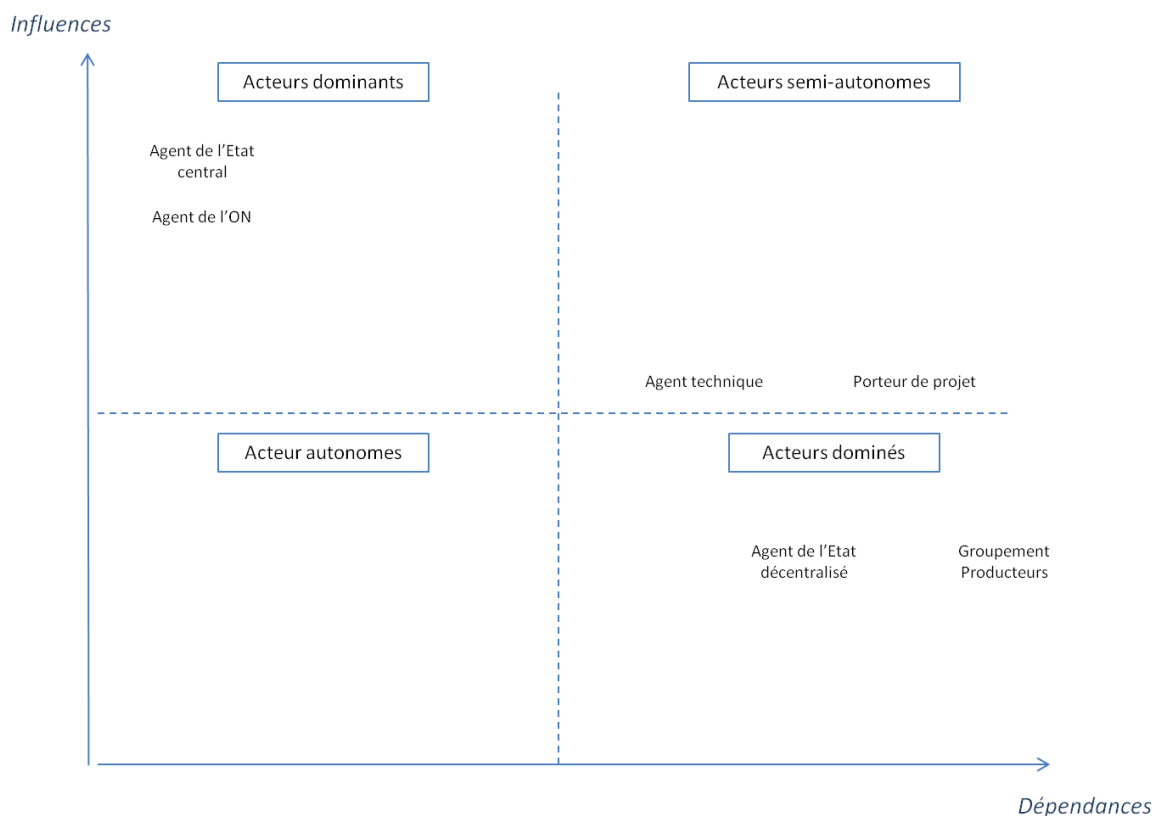 Influences
Acteurs dominants
Acteurs semi-autonomes
Agent de l'Etat
central
Agent de l'ON
Agent technique
Porteur de projet
Acteur autonomes
Acteurs dominés
Agent de l'Etat
décentralisé
Groupement
Producteurs
Dépendances